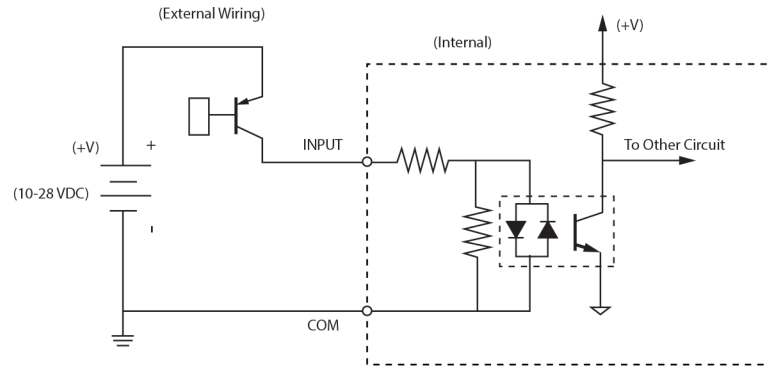 (External Wiring)
(+V)
(Internal)
(+V)
+
INPUT
To Other Circuit
(10-28 VDC)
-
COM